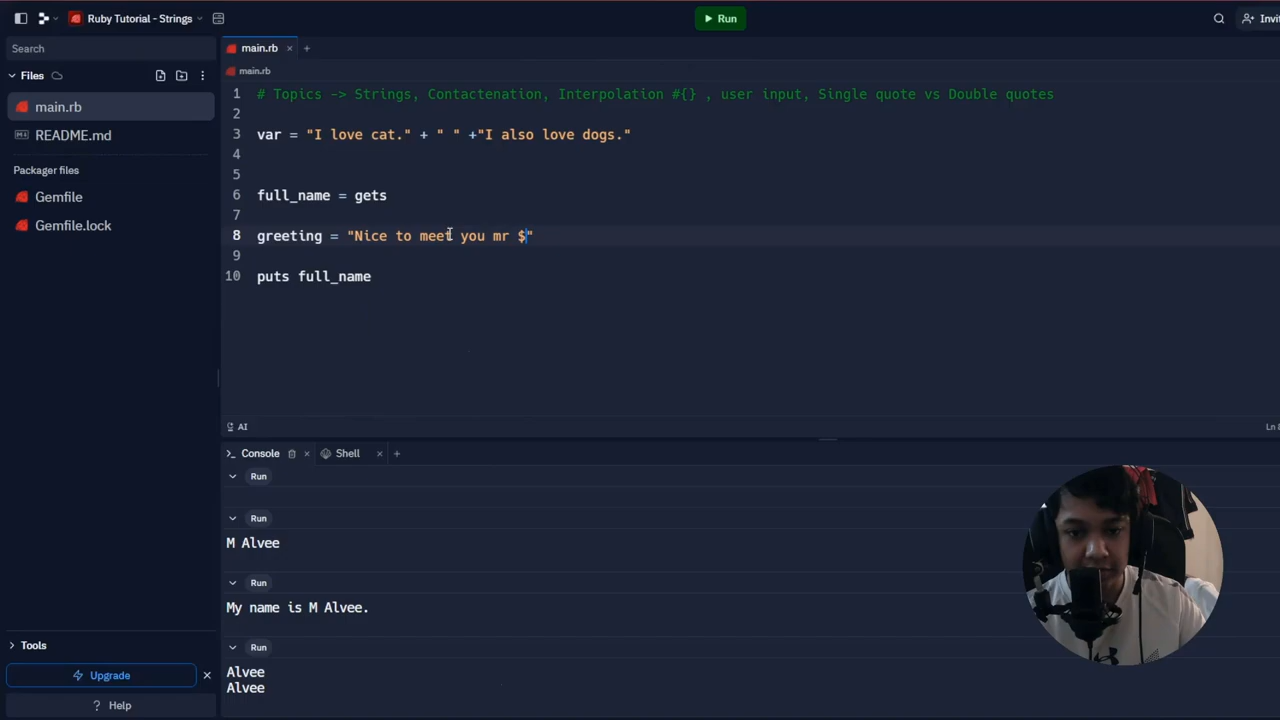 Ruby Tutorial - Strings
Run
Invi
Search
main.rb
Files
main.rb
main.rb
README.md
Packager files
Gemfile
Gemfile.lock
1 # Topics -> Strings, Contactenation, Interpolation #{} , user input, Single quote vs Double quotes
2
3 var = "I love cat." + " " +"I also love dogs."
4
5
6 full_name = gets
7
8 greeting = "Nice to meet you mr $"
9
10 puts full_name
AI
Ln 8
Console
Shell
Run
Run
M Alvee
Run
My name is M Alvee.
Run
Alvee
Alvee
Tools
Upgrade
Help